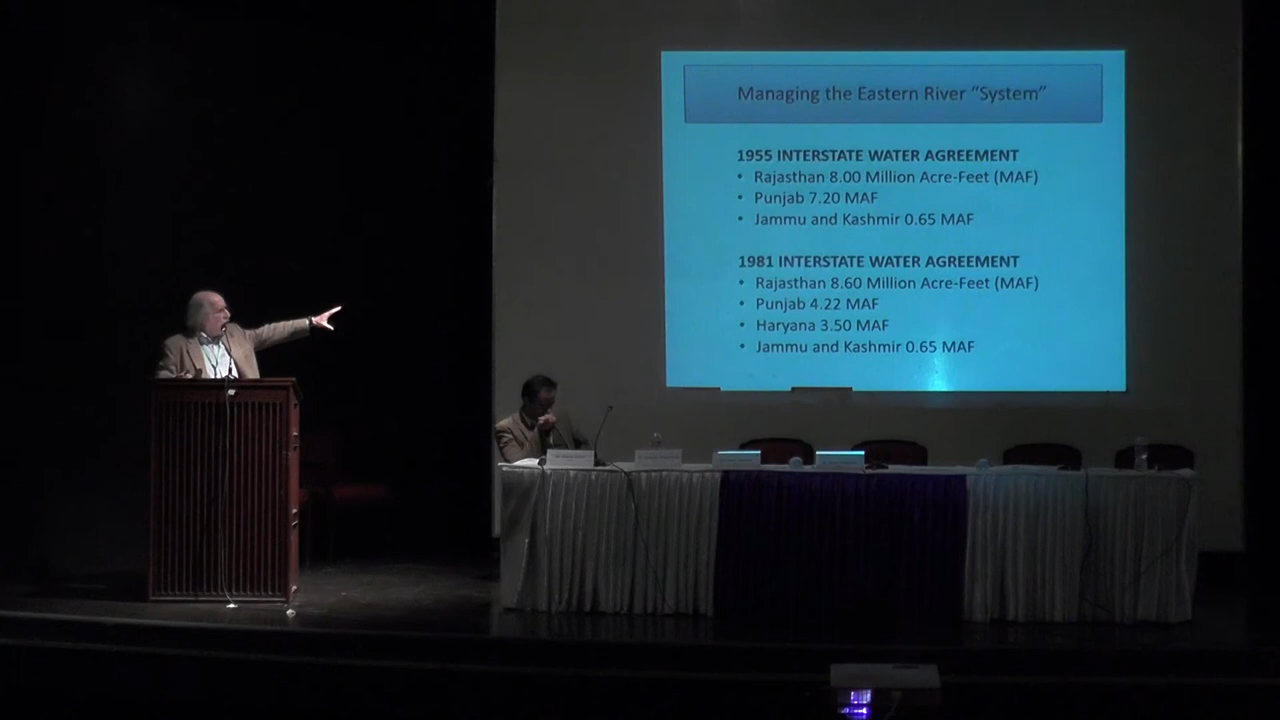 Managing the Eastern River “System”
1955 INTERSTATE WATER AGREEMENT
• Rajasthan 8.00 Million Acre-Feet (MAF)
• Punjab 7.20 MAF
• Jammu and Kashmir 0.65 MAF
1981 INTERSTATE WATER AGREEMENT
• Rajasthan 8.60 Million Acre-Feet (MAF)
• Punjab 4.22 MAF
• Haryana 3.50 MAF
• Jammu and Kashmir 0.65 MAF